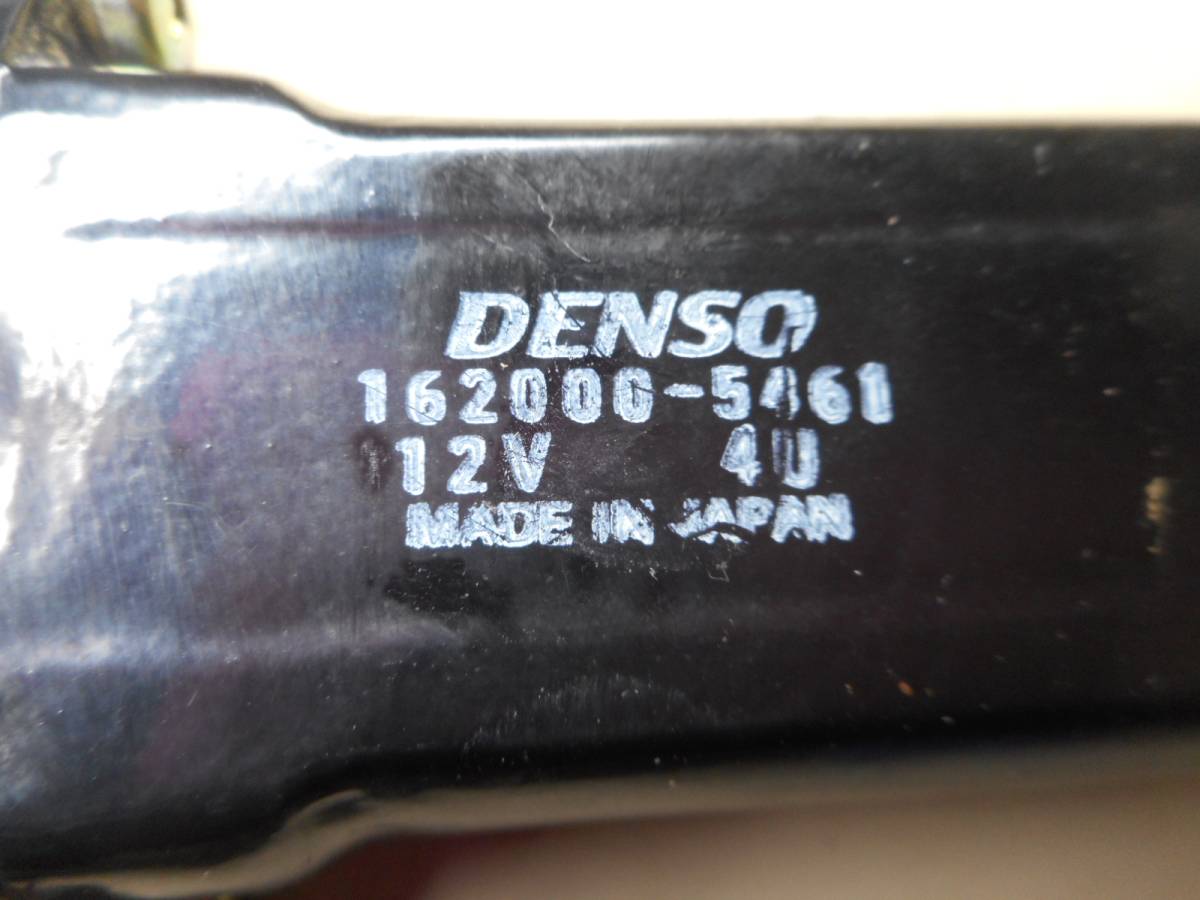 DENSO
162000-5461
12V 4U
MADE IN JAPAN